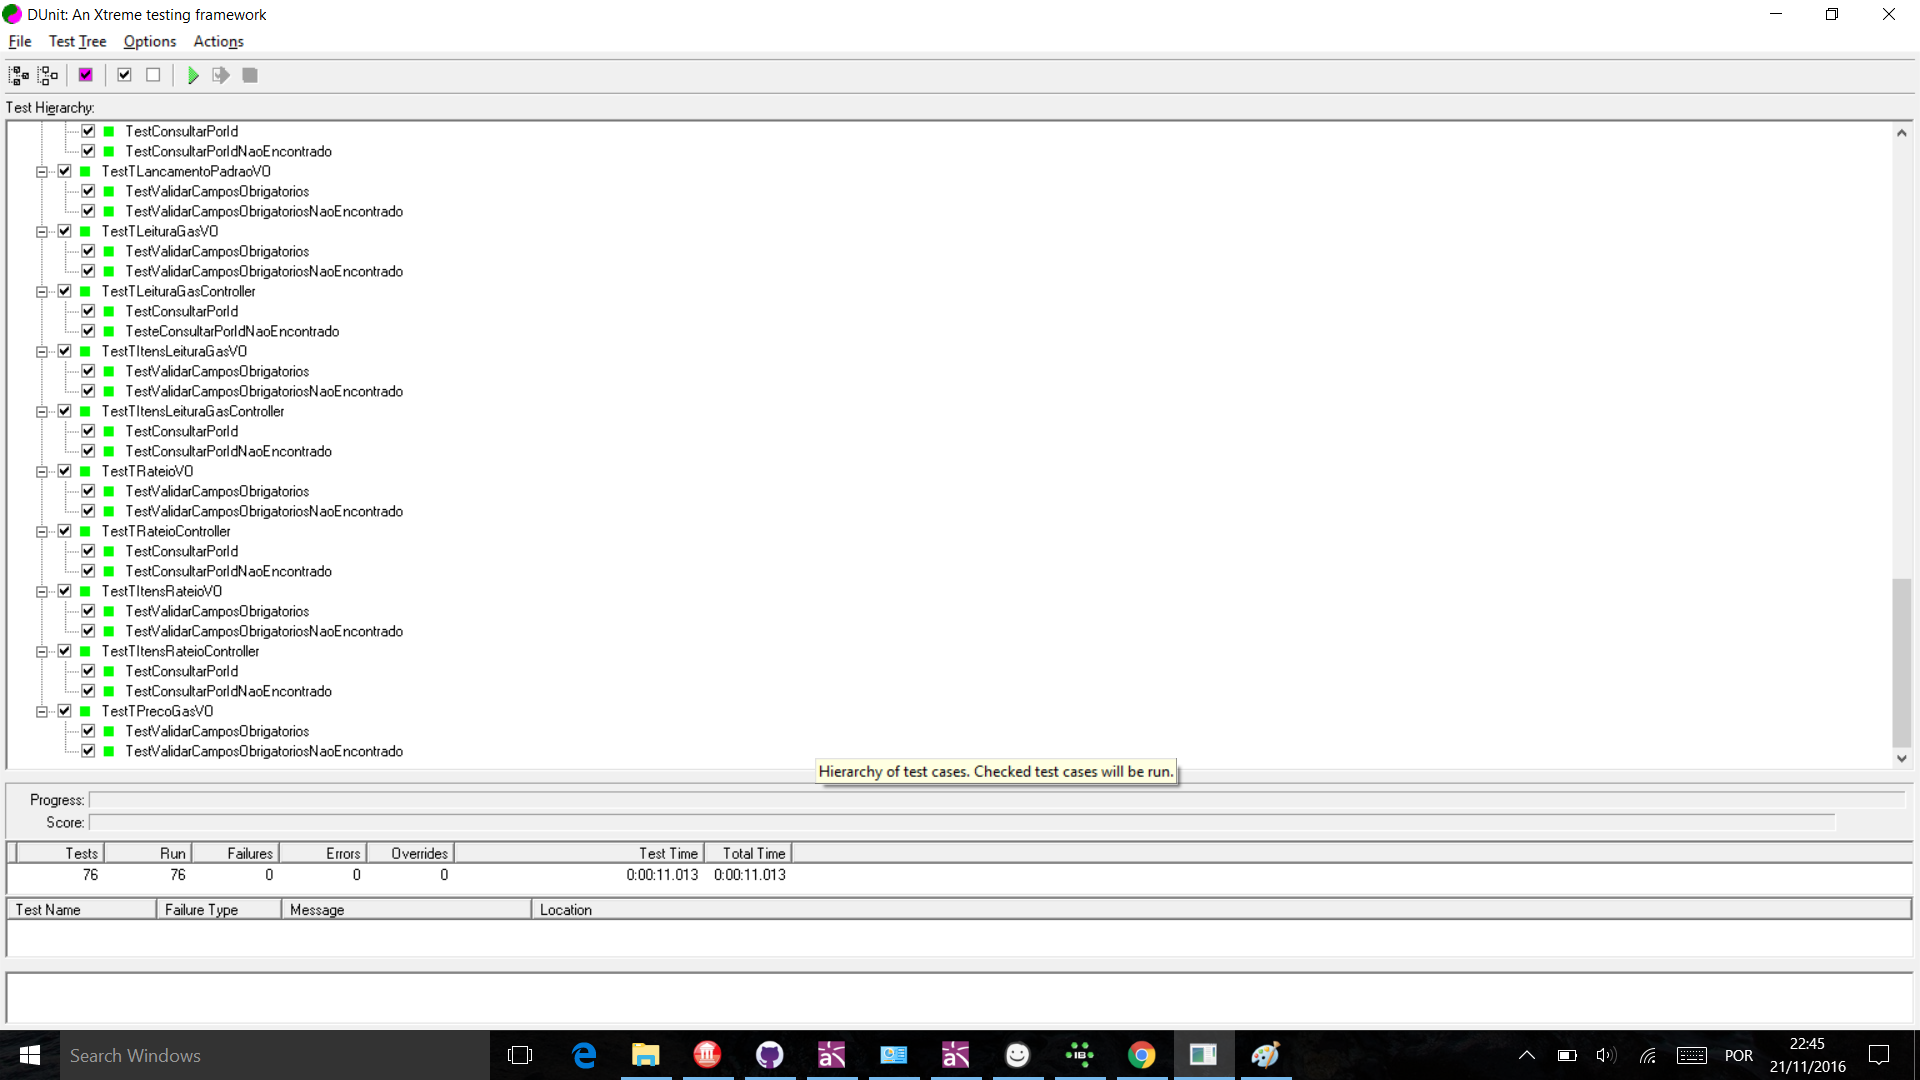 DUnit: An Xtreme testing framework
File Test Tree Options Actions
Test Hierarchy:
TestConsultarPorId
TestConsultarPorIdNaoEncontrado
TestTLancamentoPadraoVO
TestValidarCamposObrigatorios
TestValidarCamposObrigatoriosNaoEncontrado
TestTLeituraGasVO
TestValidarCamposObrigatorios
TestValidarCamposObrigatoriosNaoEncontrado
TestTLeituraGasController
TestConsultarPorId
TesteConsultarPorIdNaoEncontrado
TestTItensLeituraGasVO
TestValidarCamposObrigatorios
TestValidarCamposObrigatoriosNaoEncontrado
TestTItensLeituraGasController
TestConsultarPorId
TestConsultarPorIdNaoEncontrado
TestTRateioVO
TestValidarCamposObrigatorios
TestValidarCamposObrigatoriosNaoEncontrado
TestTRateioController
TestConsultarPorId
TestConsultarPorIdNaoEncontrado
TestTItensRateioVO
TestValidarCamposObrigatorios
TestValidarCamposObrigatoriosNaoEncontrado
TestTItensRateioController
TestConsultarPorId
TestConsultarPorIdNaoEncontrado
TestTPrecoGasVO
TestValidarCamposObrigatorios
TestValidarCamposObrigatoriosNaoEncontrado
Hierarchy of test cases. Checked test cases will be run.
Progress:
Score:
Tests Run Failures Errors Overrides Test Time Total Time
76 76 0 0 0 0:00:11.013 0:00:11.013
Test Name Failure Type Message Location
Search Windows
IB
POR
22:45
21/11/2016